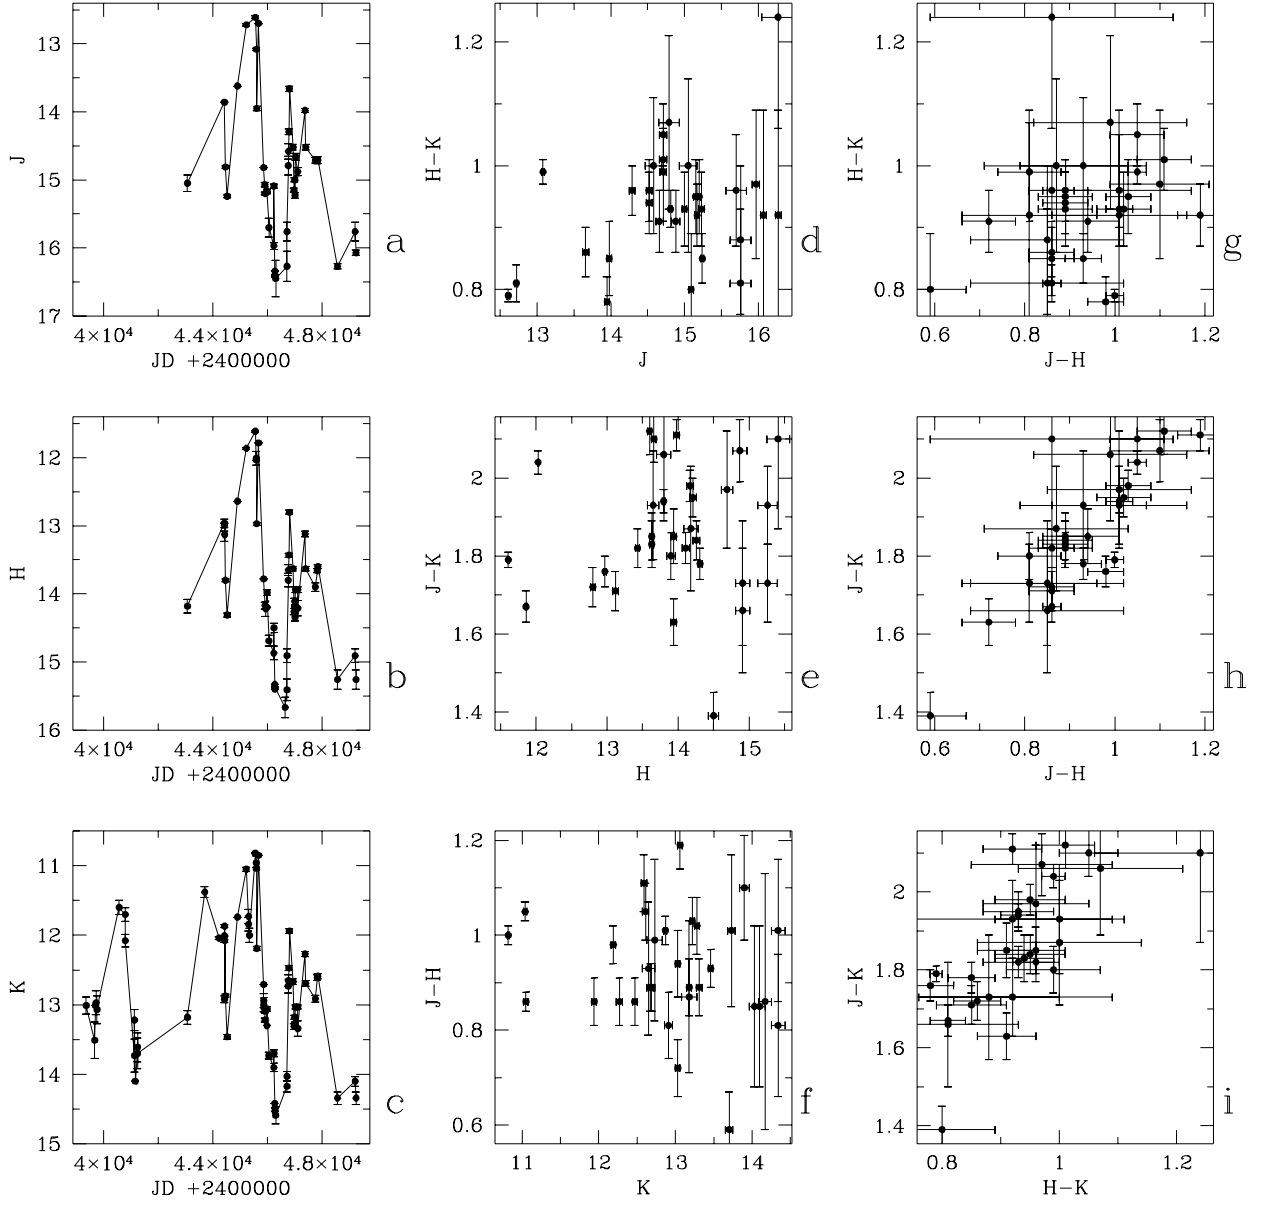 13
14
15
16
17
J
4×10⁴
4.4×10⁴
4.8×10⁴
JD +2400000
a
1.2
1
0.8
H−K
13
14
15
16
J
d
1.2
1
0.8
H−K
0.6
0.8
1
1.2
J−H
g
12
13
14
15
16
H
4×10⁴
4.4×10⁴
4.8×10⁴
JD +2400000
b
2
1.8
1.6
1.4
J−K
12
13
14
15
H
e
2
1.8
1.6
1.4
J−K
0.6
0.8
1
1.2
J−H
h
11
12
13
14
15
K
4×10⁴
4.4×10⁴
4.8×10⁴
JD +2400000
c
1.2
1
0.8
0.6
J−H
11
12
13
14
K
f
2
1.8
1.6
1.4
J−K
0.8
1
1.2
H−K
i